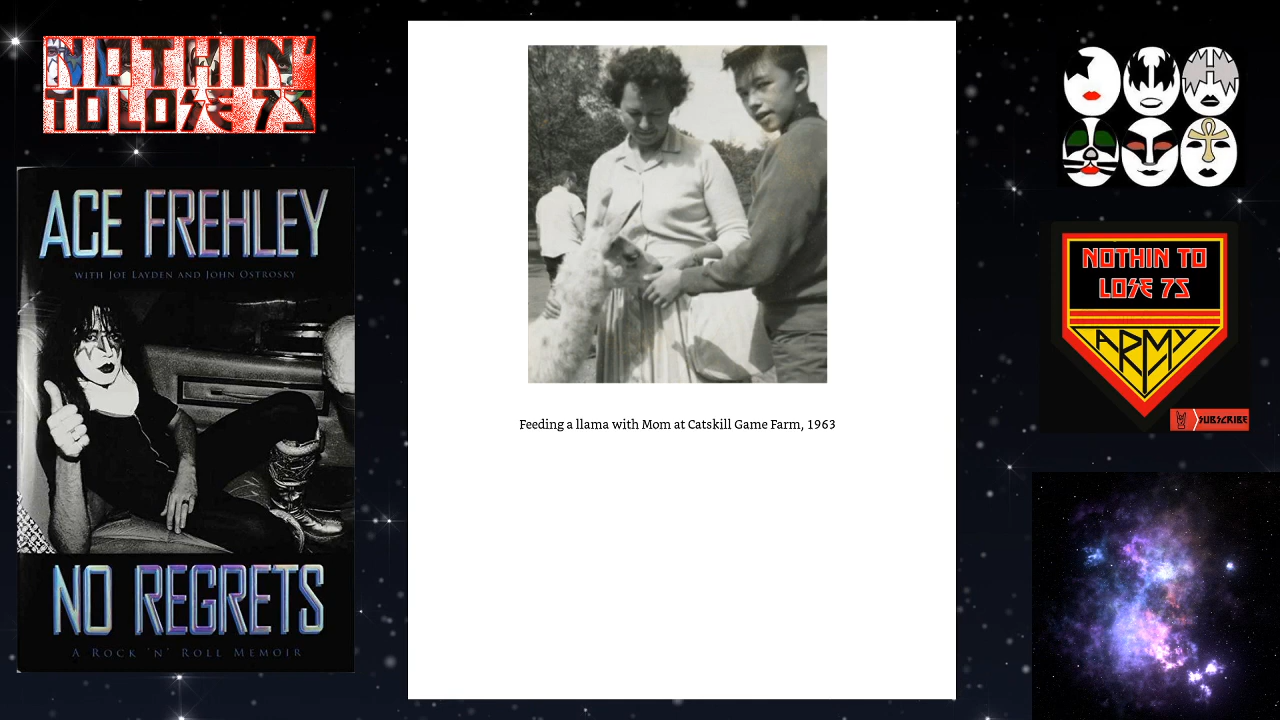 NOTHIN'
TO LOSE 75
ACE FREHLEY
WITH JOE LAYDEN AND JOHN OSTROSKY
NO REGRETS
A ROCK 'N' ROLL MEMOIR
Feeding a llama with Mom at Catskill Game Farm, 1963
NOTHIN TO
LOSE 75
ARMY
SUBSCRIBE